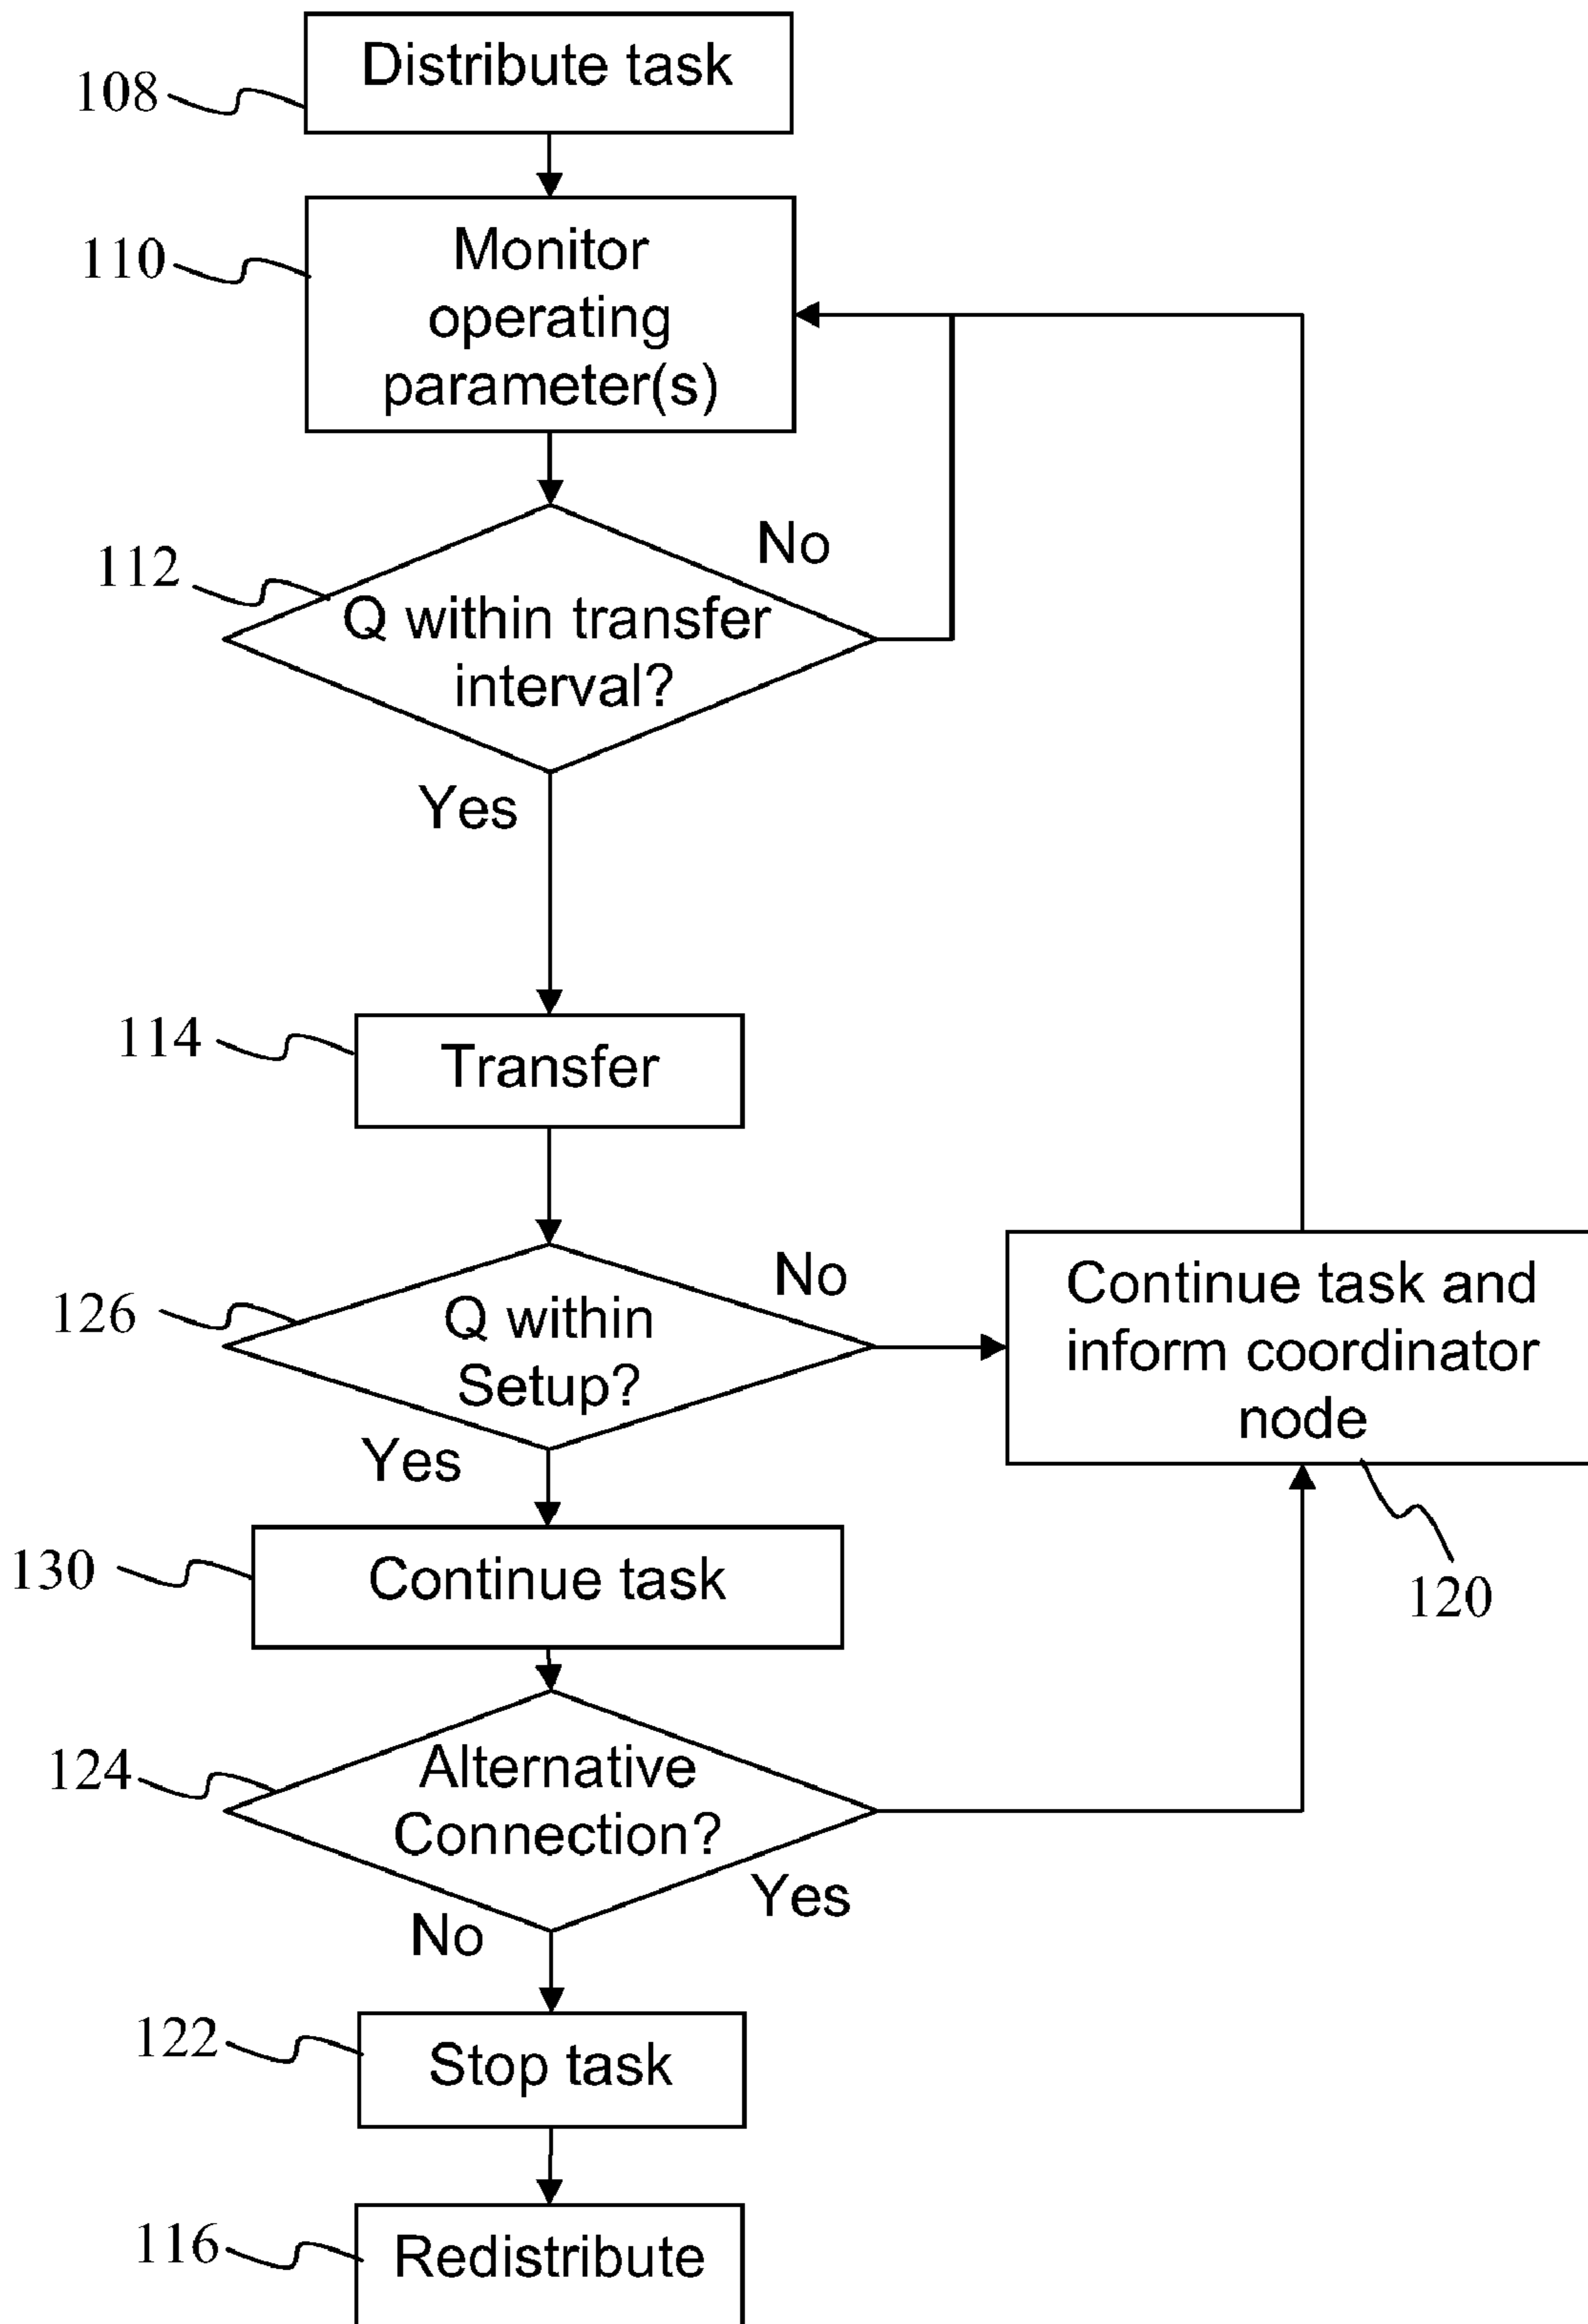 Distribute task
108
Monitor
operating
parameter(s)
110
No
112
Q within transfer
interval?
Yes
114
Transfer
126
Q within
Setup?
No
Continue task and
inform coordinator
node
Yes
130
Continue task
120
124
Alternative
Connection?
Yes
No
122
Stop task
116
Redistribute